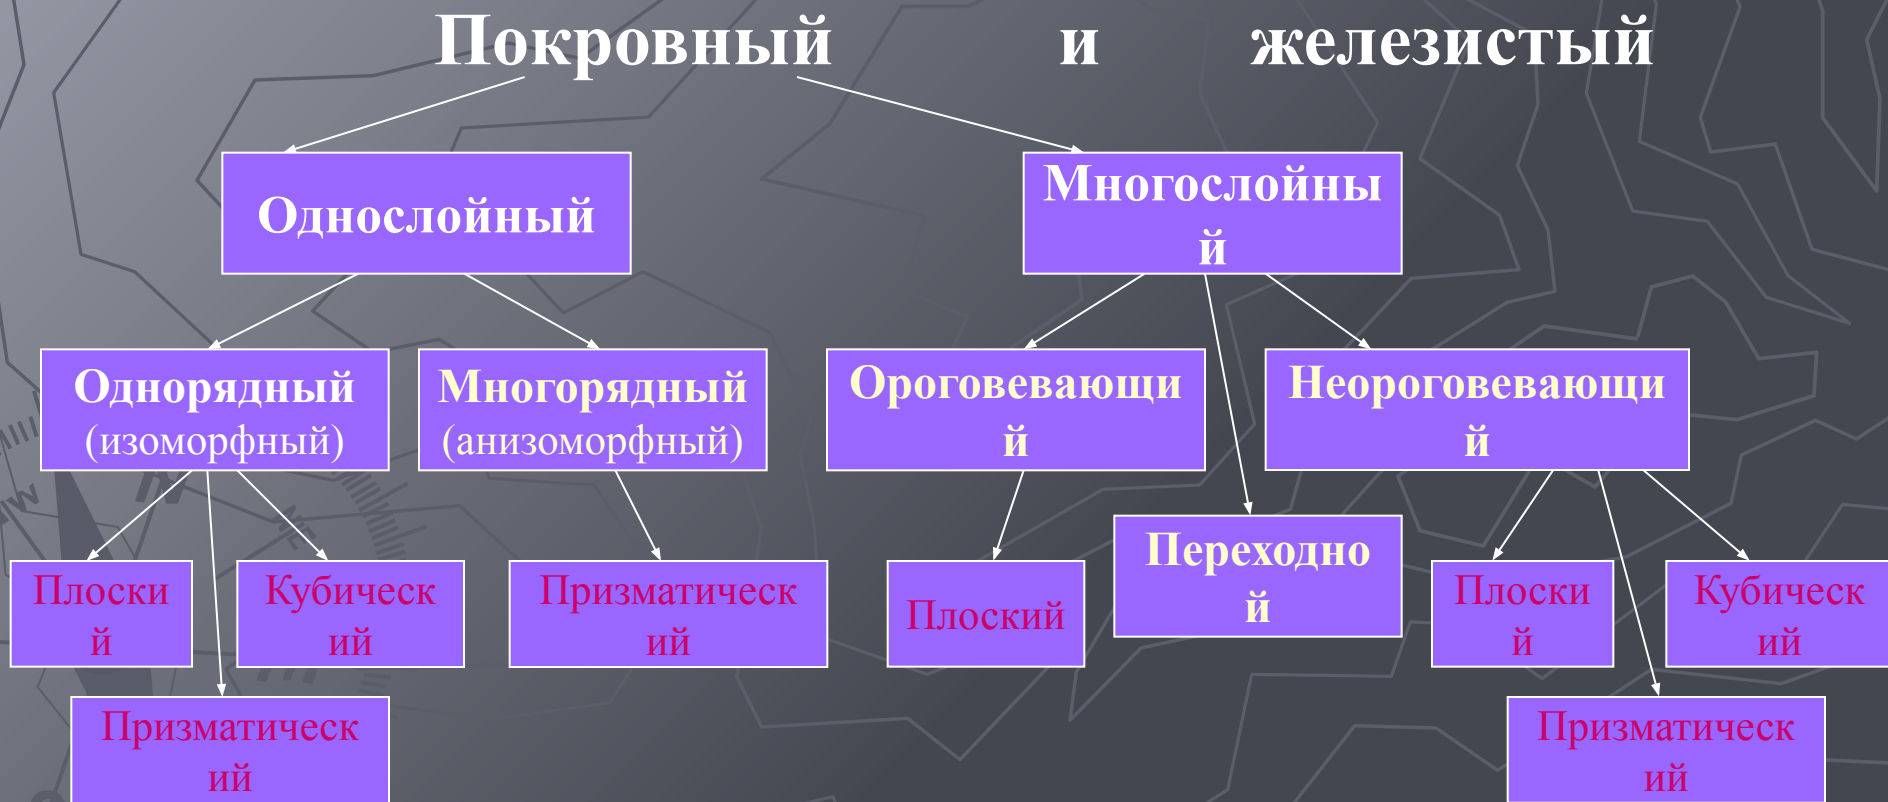 Покровный и железистый
Однослойный
Многослойны
й
Однорядный
(изоморфный)
Многорядный
(анизоморфный)
Ороговевающи
й
Неороговевающи
й
Переходно
й
Плоски
й
Кубическ
ий
Призматическ
ий
Плоский
Плоски
й
Кубическ
ий
Призматическ
ий
Призматическ
ий